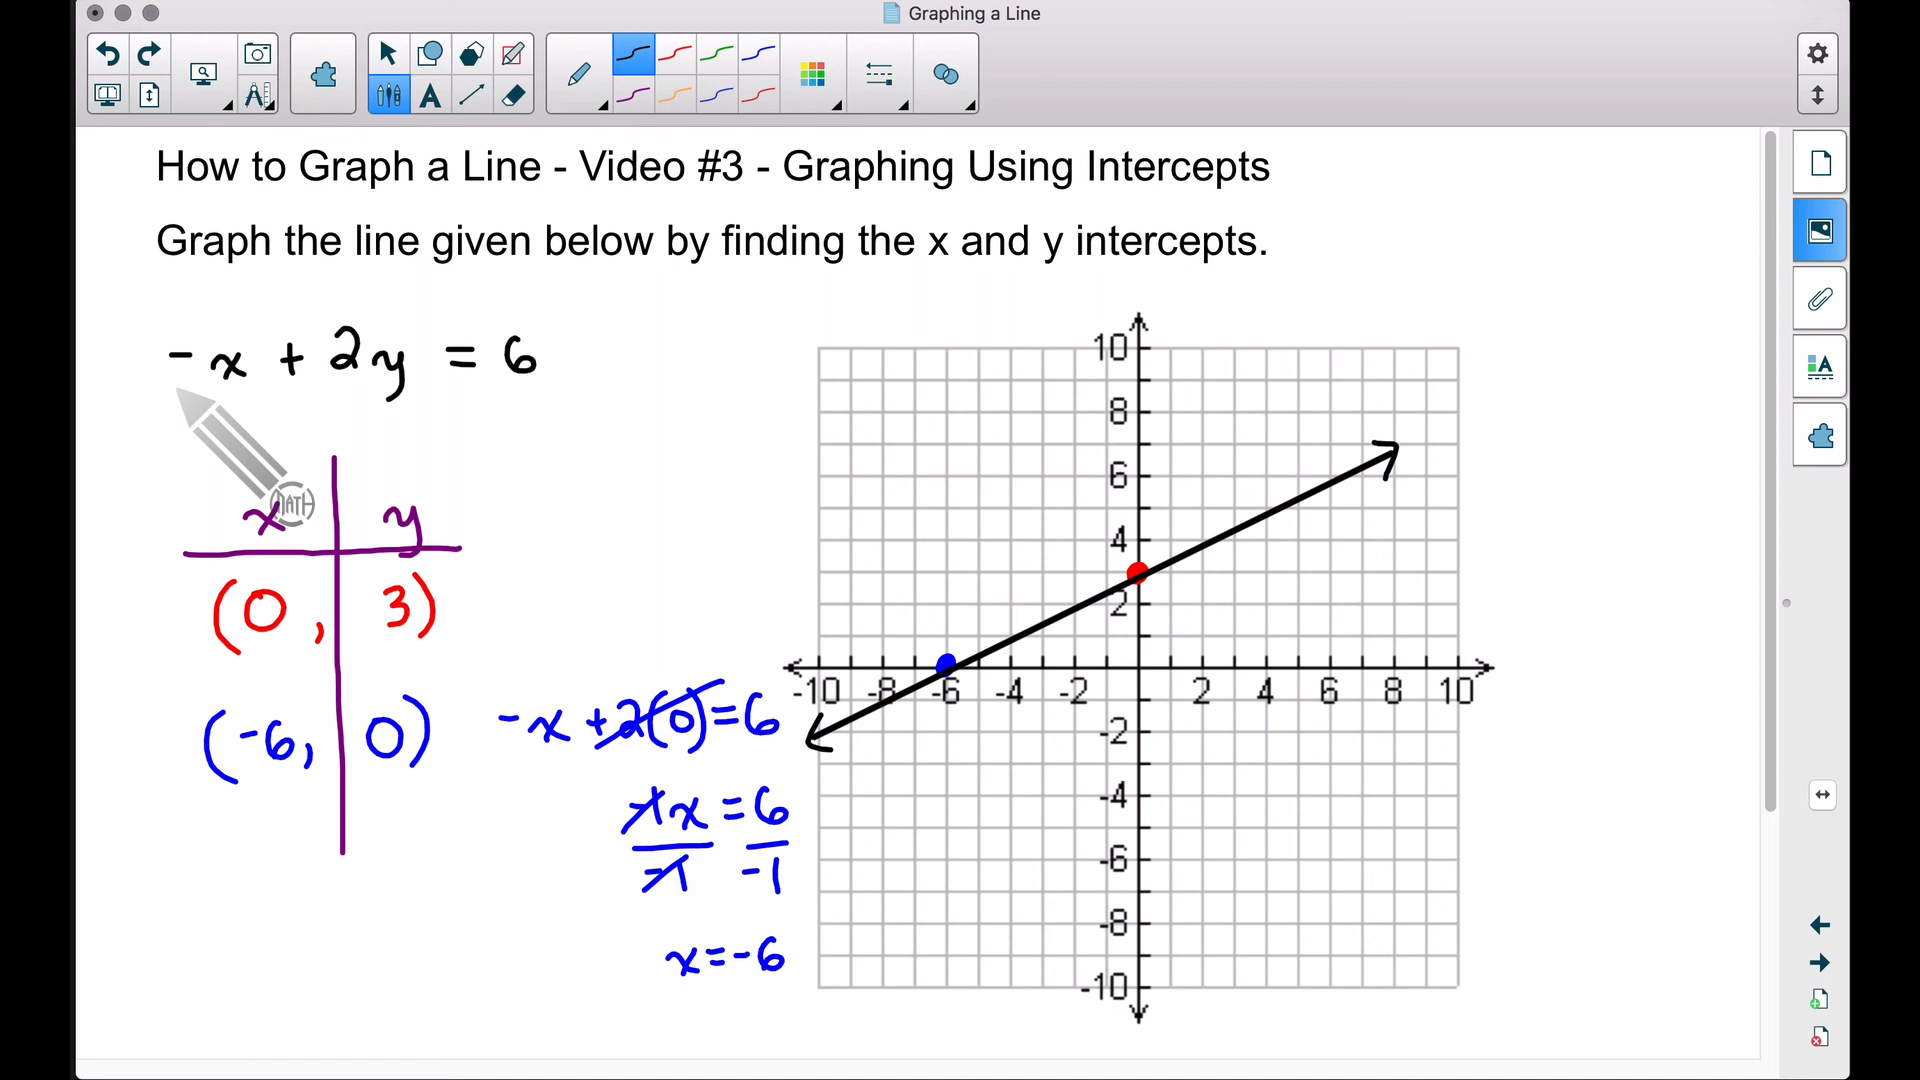 Graphing a Line
How to Graph a Line - Video #3 - Graphing Using Intercepts
Graph the line given below by finding the x and y intercepts.
-x + 2y = 6
MATH
x y
(0, 3)
(-6, 0)
-x +2(0)=6
-1x = 6
-1 -1
x=-6
10
8
6
4
2
-10 -8 -6 -4 -2 2 4 6 8 10
-2
-4
-6
-8
-10